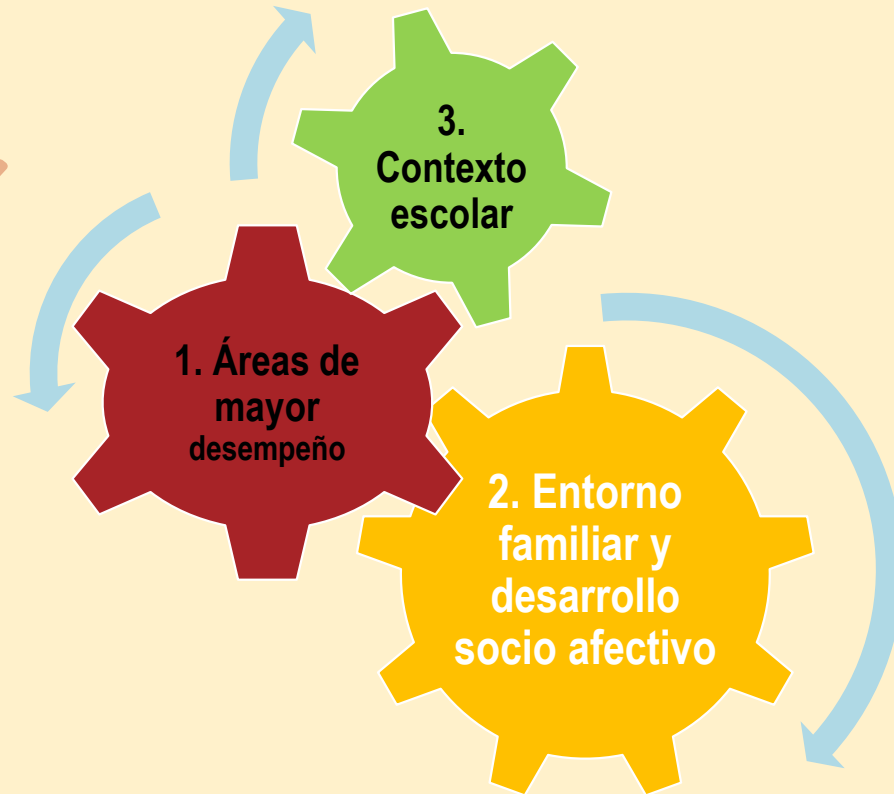 3.
Contexto
escolar
1. Áreas de
mayor
desempeño
2. Entorno
familiar y
desarrollo
socio afectivo